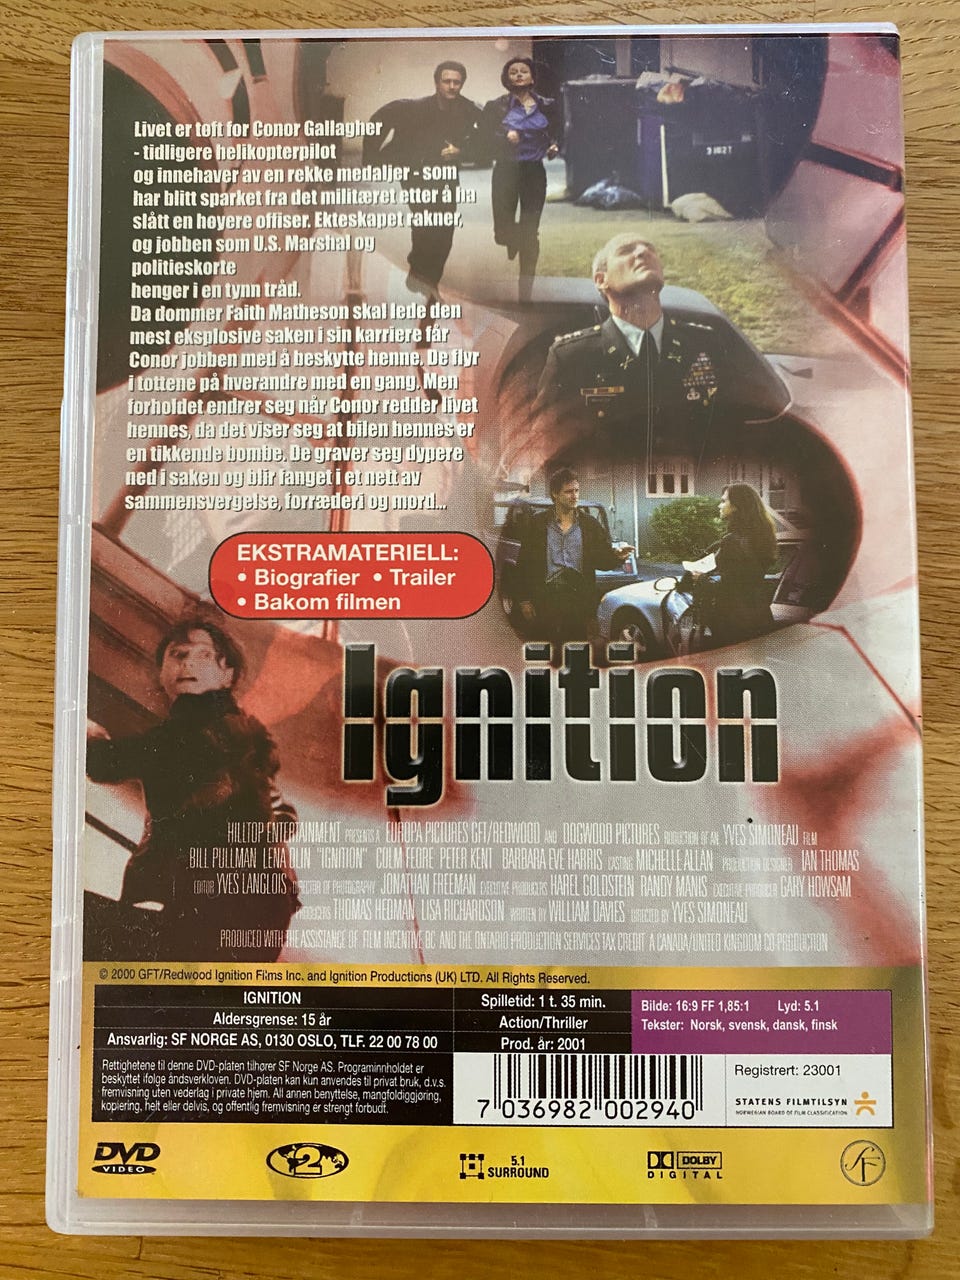 Livet er tøft for Conor Gallagher
- tidligere helikopterpilot
og innehaver av en rekke medaljer - som
har blitt sparket fra det militæret etter å ha
slått en høyere offiser. Ekteskapet rakner,
og jobben som U.S. Marshal og
politieskorte
henger i en tynn tråd.
Da dommer Faith Matheson skal lede den
mest eksplosive saken i sin karriere får
Conor jobben med å beskytte henne. De flyr
i tottene på hverandre med en gang. Men
forholdet endrer seg når Conor redder livet
hennes, da det viser seg at bilen hennes er
en tikkende bombe. De graver seg dypere
ned i saken og blir fanget i et nett av
sammensvergelse, forræderi og mord...
EKSTRAMATERIELL:
• Biografier • Trailer
• Bakom filmen
Ignition
HILLTOP ENTERTAINMENT PRESENTS A EUROPA PICTURES GFT/REDWOOD AND DOGWOOD PICTURES PRODUCTION OF AN YVES SIMONEAU FILM
BILL PULLMAN LENA OLIN "IGNITION" COLM FEORE PETER KENT BARBARA EVE HARRIS CASTING MICHELLE ALLAN PRODUCTION DESIGNER IAN THOMAS
EDITOR YVES LANGLOIS DIRECTOR OF PHOTOGRAPHY JONATHAN FREEMAN EXECUTIVE PRODUCERS HAREL GOLDSTEIN RANDY MANIS EXECUTIVE PRODUCER GARY HOWSAM
PRODUCERS THOMAS HEDMAN LISA RICHARDSON WRITTEN BY WILLIAM DAVIES DIRECTED BY YVES SIMONEAU
PRODUCED WITH THE ASSISTANCE OF FILM INCENTIVE BC AND THE ONTARIO PRODUCTION SERVICES TAX CREDIT A CANADA/UNITED KINGDOM CO-PRODUCTION
© 2000 GFT/Redwood Ignition Films Inc. and Ignition Productions (UK) LTD. All Rights Reserved.
IGNITION
Aldersgrense: 15 år
Ansvarlig: SF NORGE AS, 0130 OSLO, TLF. 22 00 78 00
Spilletid: 1 t. 35 min.
Action/Thriller
Prod. år: 2001
Bilde: 16:9 FF 1,85:1 Lyd: 5.1
Tekster: Norsk, svensk, dansk, finsk
Rettighetene til denne DVD-platen tilhører SF Norge AS. Programinnholdet er
beskyttet ifølge åndsverkloven. DVD-platen kan kun anvendes til privat bruk, d.v.s.
fremvisning uten vederlag i private hjem. All annen benyttelse, mangfoldiggjøring,
kopiering, helt eller delvis, og offentlig fremvisning er strengt forbudt.
7 036982 002940
Registrert: 23001
STATENS FILMTILSYN
NORWEGIAN BOARD OF FILM CLASSIFICATION
DVD
VIDEO
2
5.1
SURROUND
DOLBY
DIGITAL
SF